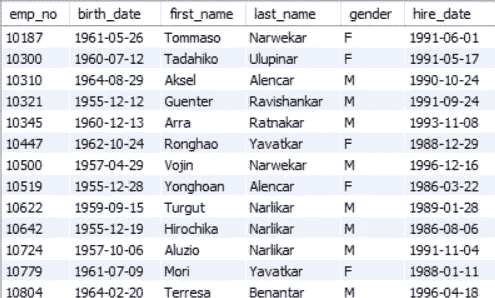 emp_no birth_date first_name last_name gender hire_date
10187 1961-05-26 Tommaso Narwekar F 1991-06-01
10300 1960-07-12 Tadahiko Ulupinar F 1991-05-17
10310 1964-08-29 Aksel Alencar M 1990-10-24
10321 1955-12-12 Guenter Ravishankar M 1991-09-24
10345 1960-12-13 Arra Ratnakar M 1993-11-08
10447 1962-10-24 Ronghao Yavatkar F 1988-12-29
10500 1957-04-29 Vojin Narwekar M 1996-12-16
10519 1955-12-28 Yonghoan Alencar F 1986-03-22
10622 1959-09-15 Turgut Narlikar M 1989-01-28
10642 1955-12-19 Hirochika Narlikar M 1986-08-06
10724 1957-10-06 Aluzio Narlikar M 1991-11-04
10779 1961-07-09 Mori Yavatkar F 1988-01-11
10804 1964-02-20 Terresa Benantar M 1996-04-18